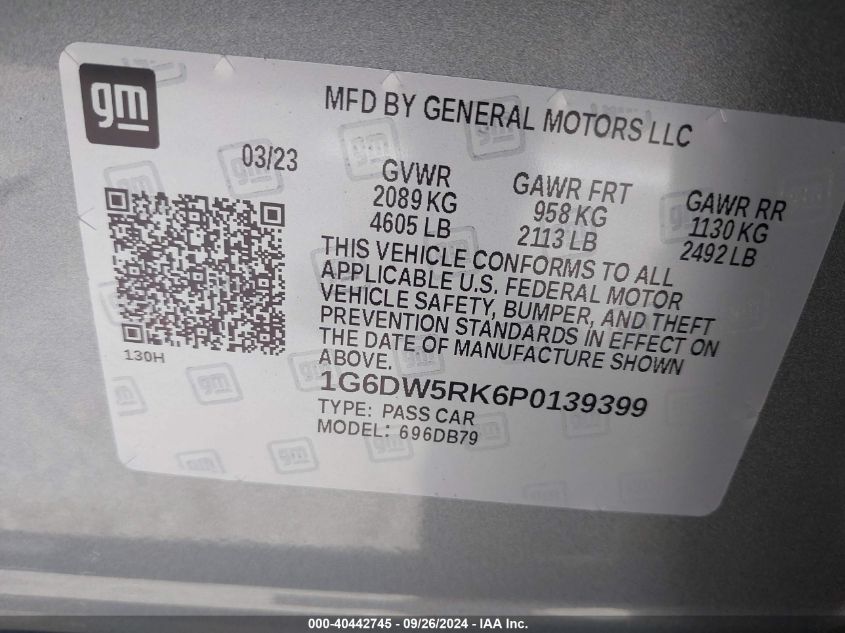 gm
MFD BY GENERAL MOTORS LLC
03/23
GVWR
2089 KG
4605 LB
GAWR FRT
958 KG
2113 LB
GAWR RR
1130 KG
2492 LB
THIS VEHICLE CONFORMS TO ALL
APPLICABLE U.S. FEDERAL MOTOR
VEHICLE SAFETY, BUMPER, AND THEFT
PREVENTION STANDARDS IN EFFECT ON
THE DATE OF MANUFACTURE SHOWN
ABOVE.
130H
1G6DW5RK6P0139399
TYPE: PASS CAR
MODEL: 696DB79
000-40442745 - 09/26/2024 - IAA Inc.